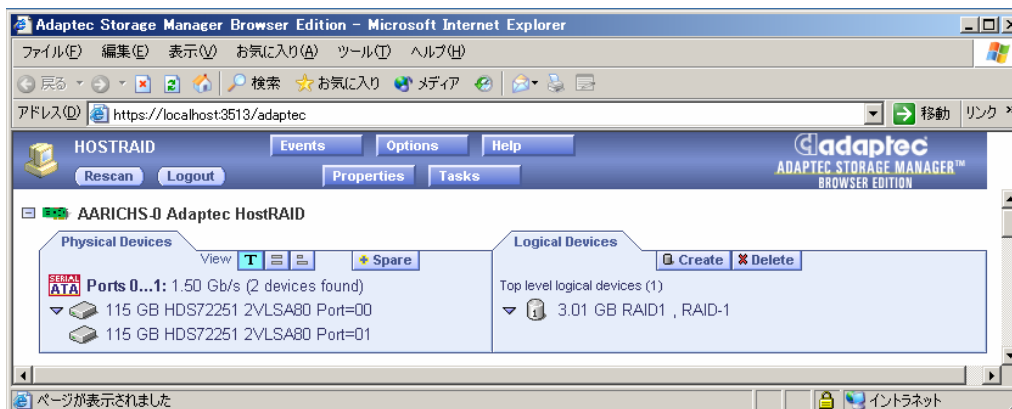 Adaptec Storage Manager Browser Edition - Microsoft Internet Explorer
ファイル(F) 編集(E) 表示(V) お気に入り(A) ツール(T) ヘルプ(H)
戻る 検索 お気に入り メディア
アドレス(D) https://localhost:3513/adaptec 移動 リンク »
HOSTRAID Events Options Help adaptec
Rescan Logout Properties Tasks ADAPTEC STORAGE MANAGER™
BROWSER EDITION
AARICHS-0 Adaptec HostRAID
Physical Devices Logical Devices
View T + Spare Create Delete
SERIAL ATA Ports 0...1: 1.50 Gb/s (2 devices found) Top level logical devices (1)
115 GB HDS72251 2VLSA80 Port=00 1 3.01 GB RAID1 , RAID-1
115 GB HDS72251 2VLSA80 Port=01
ページが表示されました イントラネット